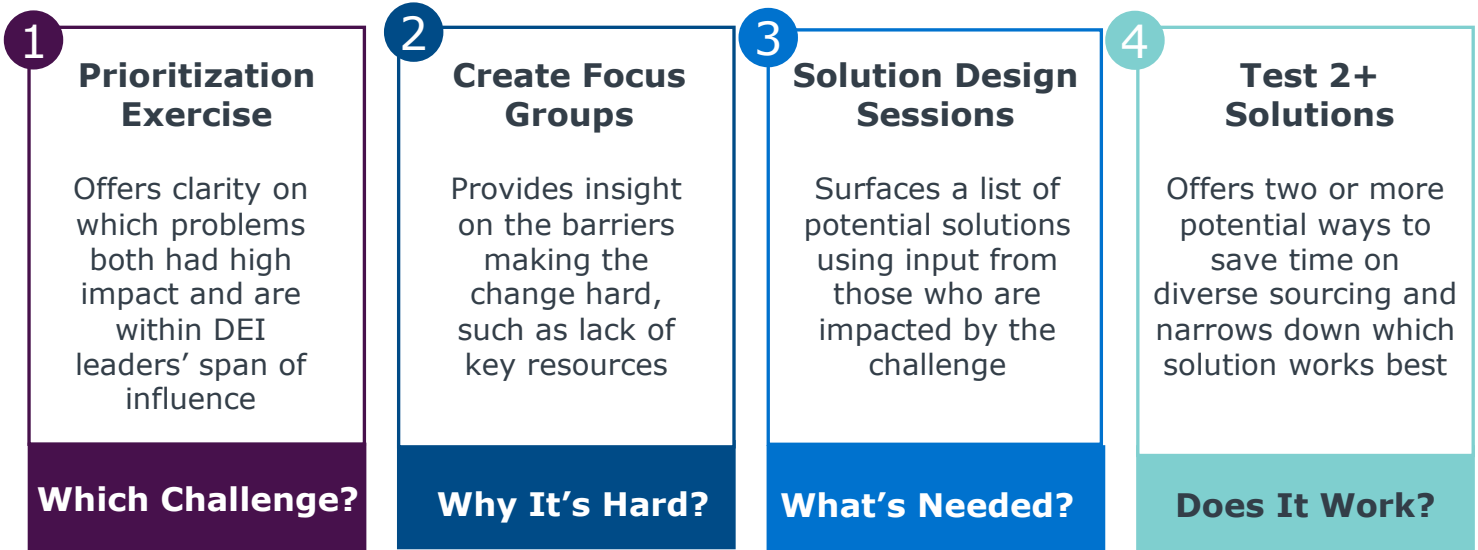 1
Prioritization
Exercise
Offers clarity on
which problems
both had high
impact and are
within DEI
leaders’ span of
influence
Which Challenge?
2
Create Focus
Groups
Provides insight
on the barriers
making the
change hard,
such as lack of
key resources
Why It’s Hard?
3
Solution Design
Sessions
Surfaces a list of
potential solutions
using input from
those who are
impacted by the
challenge
What’s Needed?
4
Test 2+
Solutions
Offers two or more
potential ways to
save time on
diverse sourcing and
narrows down which
solution works best
Does It Work?